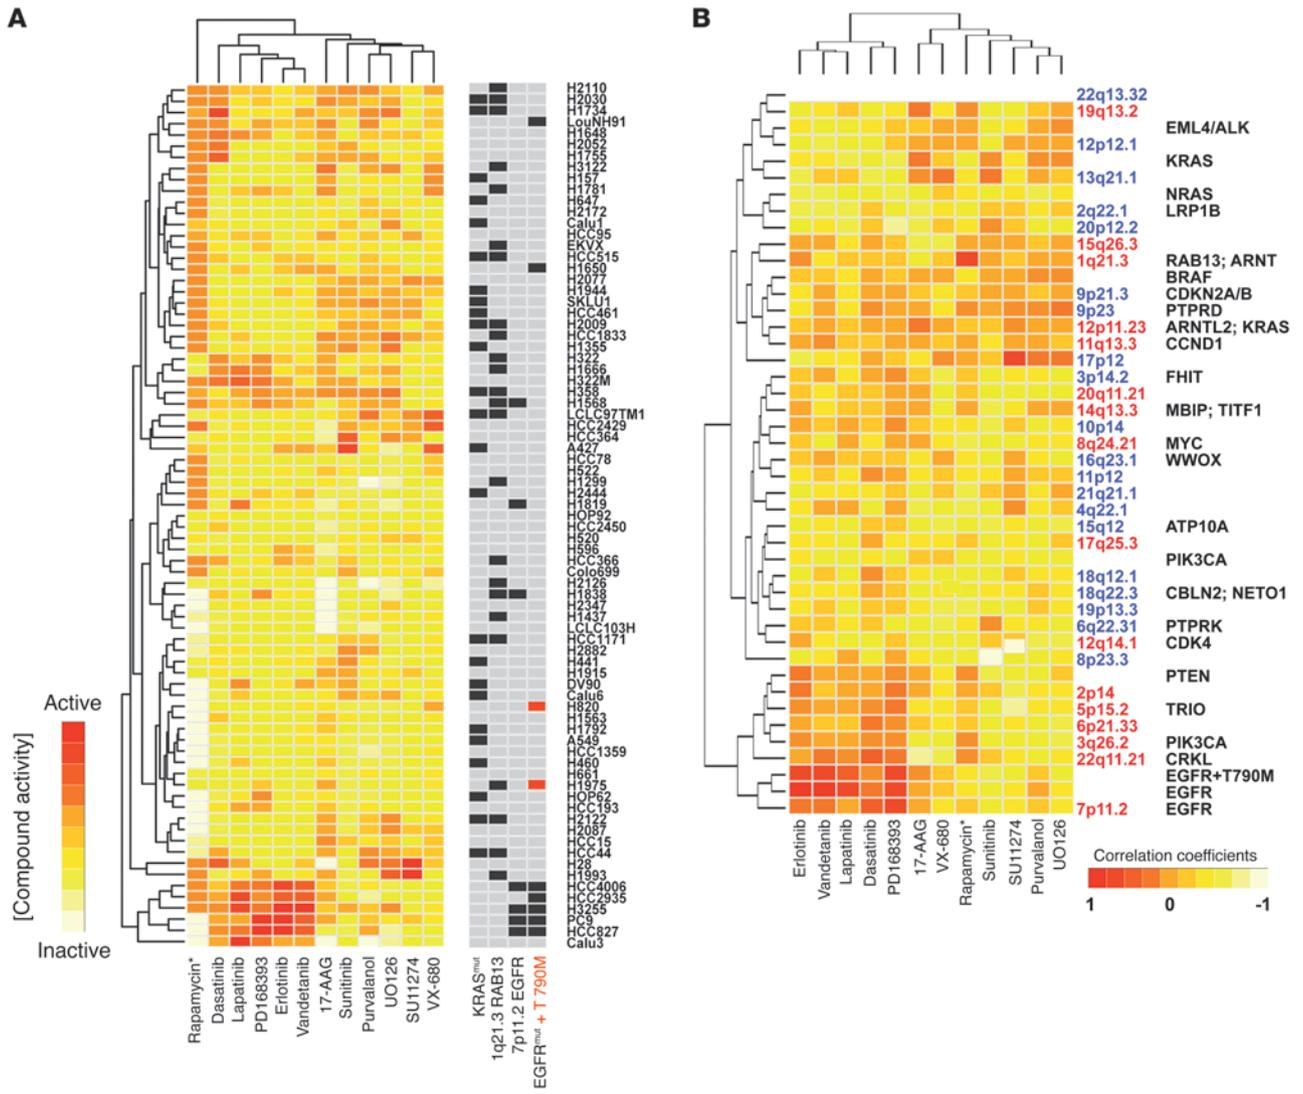 A
H2110
H2030
H1734
LouNH91
H1648
H2052
H1755
H3122
H157
H1781
H647
H2172
Calu1
HCC95
EKVX
HCC515
H1650
H2077
H1944
SKLU1
HCC461
H2009
HCC1833
H1355
H322
H1666
H322M
H358
H1568
LCLC97TM1
HCC2429
HCC364
A427
HCC78
H522
H1299
H2444
H1819
HOP92
HCC2450
H520
H596
HCC366
Colo699
H2126
H1838
H2347
H1437
LCLC103H
HCC1171
H2882
H441
H1915
DV90
Calu6
H820
H1563
H1792
A549
HCC1359
H460
H661
H1975
HOP62
HCC193
H2122
H2087
HCC15
HCC44
H28
H1993
HCC4006
HCC2935
H3255
PC9
HCC827
Calu3
Active
[Compound activity]
Inactive
Rapamycin*
Dasatinib
Lapatinib
PD168393
Erlotinib
Vandetanib
17-AAG
Sunitinib
Purvalanol
UO126
SU11274
VX-680
KRASmut
1q21.3 RAB13
7p11.2 EGFR
EGFRmut + T 790M
B
22q13.32
19q13.2
EML4/ALK
12p12.1
KRAS
13q21.1
NRAS
2q22.1 LRP1B
20p12.2
15q26.3
1q21.3 RAB13; ARNT
BRAF
9p21.3 CDKN2A/B
9p23 PTPRD
12p11.23 ARNTL2; KRAS
11q13.3 CCND1
17p12
3p14.2 FHIT
20q11.21
14q13.3 MBIP; TITF1
10p14
8q24.21 MYC
16q23.1 WWOX
11p12
21q21.1
4q22.1
15q12 ATP10A
17q25.3
PIK3CA
18q12.1
18q22.3 CBLN2; NETO1
19p13.3
6q22.31 PTPRK
12q14.1 CDK4
8p23.3
PTEN
2p14
5p15.2 TRIO
6p21.33
3q26.2 PIK3CA
22q11.21 CRKL
EGFR+T790M
EGFR
7p11.2 EGFR
Erlotinib
Vandetanib
Lapatinib
Dasatinib
PD168393
17-AAG
VX-680
Rapamycin*
Sunitinib
SU11274
Purvalanol
UO126
Correlation coefficients
1 0 -1